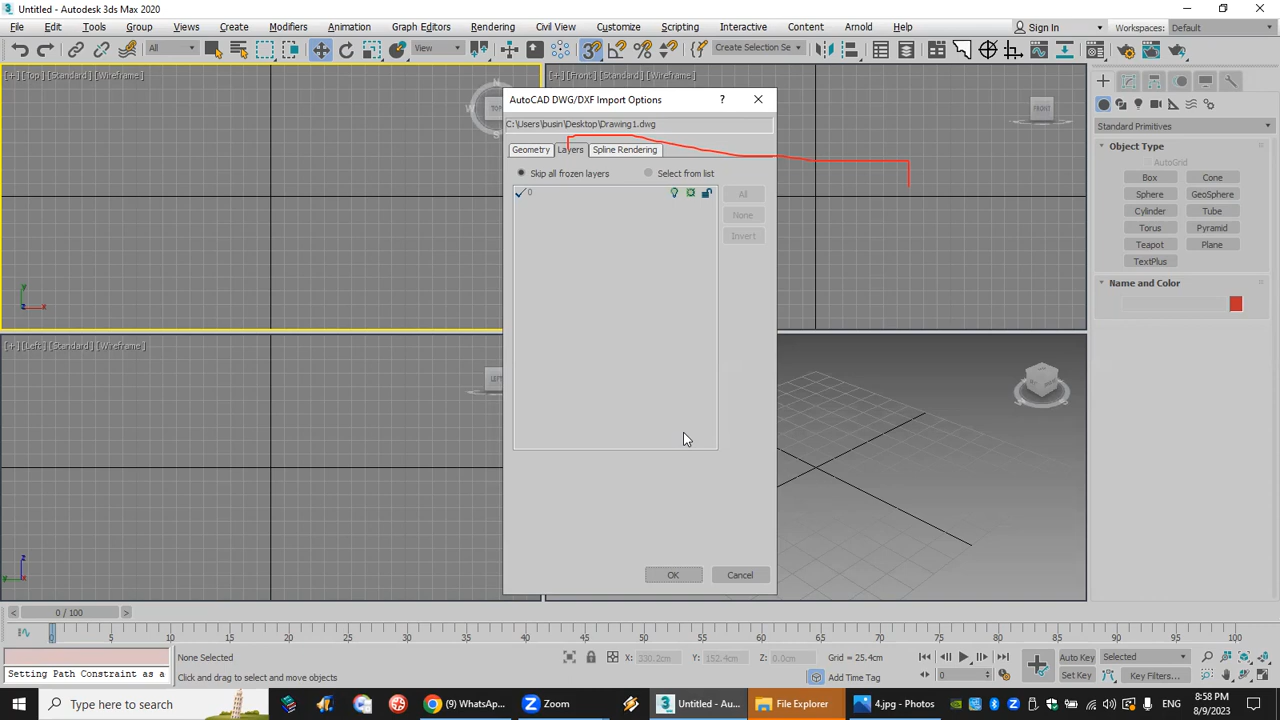 Untitled - Autodesk 3ds Max 2020
File Edit Tools Group Views Create Modifiers Animation Graph Editors Rendering Civil View Customize Scripting Interactive Content Arnold Help Sign In Workspaces: Default
All View Create Selection Se
[+] [Top] [Standard] [Wireframe]
[+] [Front] [Standard] [Wireframe]
N
W
TOP
S
FRONT
AutoCAD DWG/DXF Import Options ?
C:\Users\busin\Desktop\Drawing1.dwg
Geometry Layers Spline Rendering
Skip all frozen layers Select from list
0
All
None
Invert
OK Cancel
y
z x
[+] [Left] [Standard] [Wireframe]
LEFT
z
y x
Standard Primitives
Object Type
AutoGrid
Box Cone
Sphere GeoSphere
Cylinder Tube
Torus Pyramid
Teapot Plane
TextPlus
Name and Color
< 0 / 100 >
0 5 10 15 20 25 30 35 40 45 50 55 60 65 70 75 80 85 90 95 100
None Selected X: 330.2cm Y: 152.4cm Z: 0.0cm Grid = 25.4cm Auto Key Selected
Setting Path Constraint as a Click and drag to select and move objects Add Time Tag 0 Set Key Key Filters...
Type here to search (9) WhatsAp... Zoom Untitled - Au... File Explorer 4.jpg - Photos ENG 8:58 PM
8/9/2023